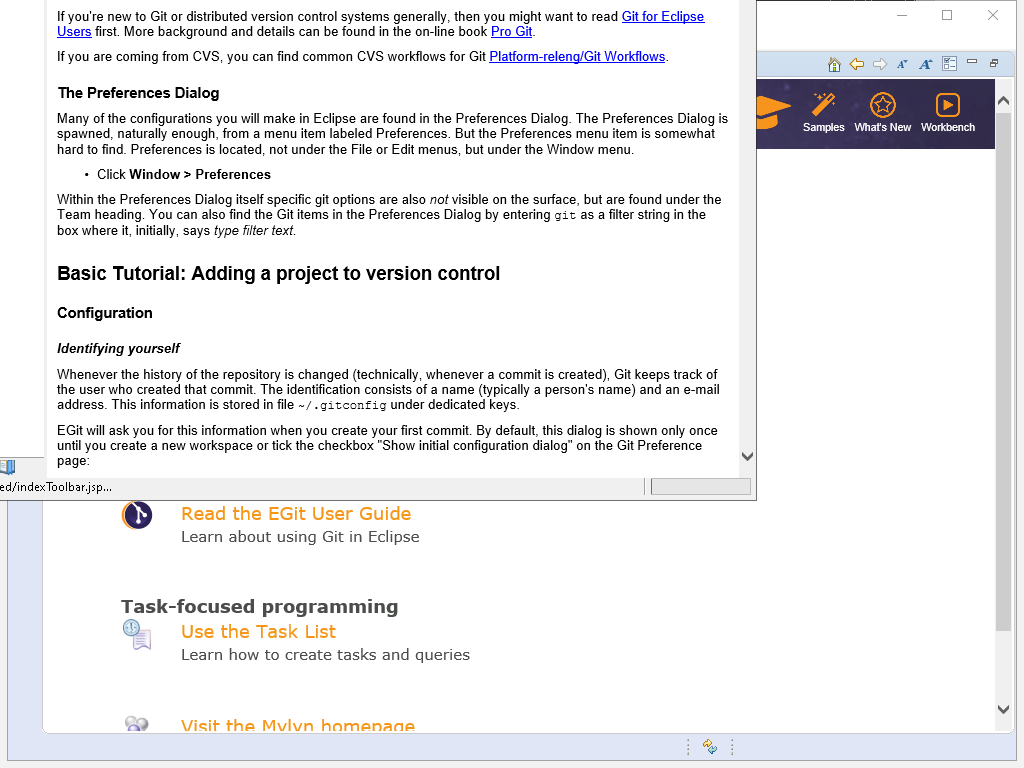 If you're new to Git or distributed version control systems generally, then you might want to read Git for Eclipse
Users first. More background and details can be found in the on-line book Pro Git.
If you are coming from CVS, you can find common CVS workflows for Git Platform-releng/Git Workflows.
The Preferences Dialog
Many of the configurations you will make in Eclipse are found in the Preferences Dialog. The Preferences Dialog is
spawned, naturally enough, from a menu item labeled Preferences. But the Preferences menu item is somewhat
hard to find. Preferences is located, not under the File or Edit menus, but under the Window menu.
• Click Window > Preferences
Within the Preferences Dialog itself specific git options are also not visible on the surface, but are found under the
Team heading. You can also find the Git items in the Preferences Dialog by entering git as a filter string in the
box where it, initially, says type filter text.
Basic Tutorial: Adding a project to version control
Configuration
Identifying yourself
Whenever the history of the repository is changed (technically, whenever a commit is created), Git keeps track of
the user who created that commit. The identification consists of a name (typically a person's name) and an e-mail
address. This information is stored in file ~/.gitconfig under dedicated keys.
EGit will ask you for this information when you create your first commit. By default, this dialog is shown only once
until you create a new workspace or tick the checkbox "Show initial configuration dialog" on the Git Preference
page:
ed/indexToolbar.jsp...
Samples What's New Workbench
Read the EGit User Guide
Learn about using Git in Eclipse
Task-focused programming
Use the Task List
Learn how to create tasks and queries
Visit the Mylyn homepage